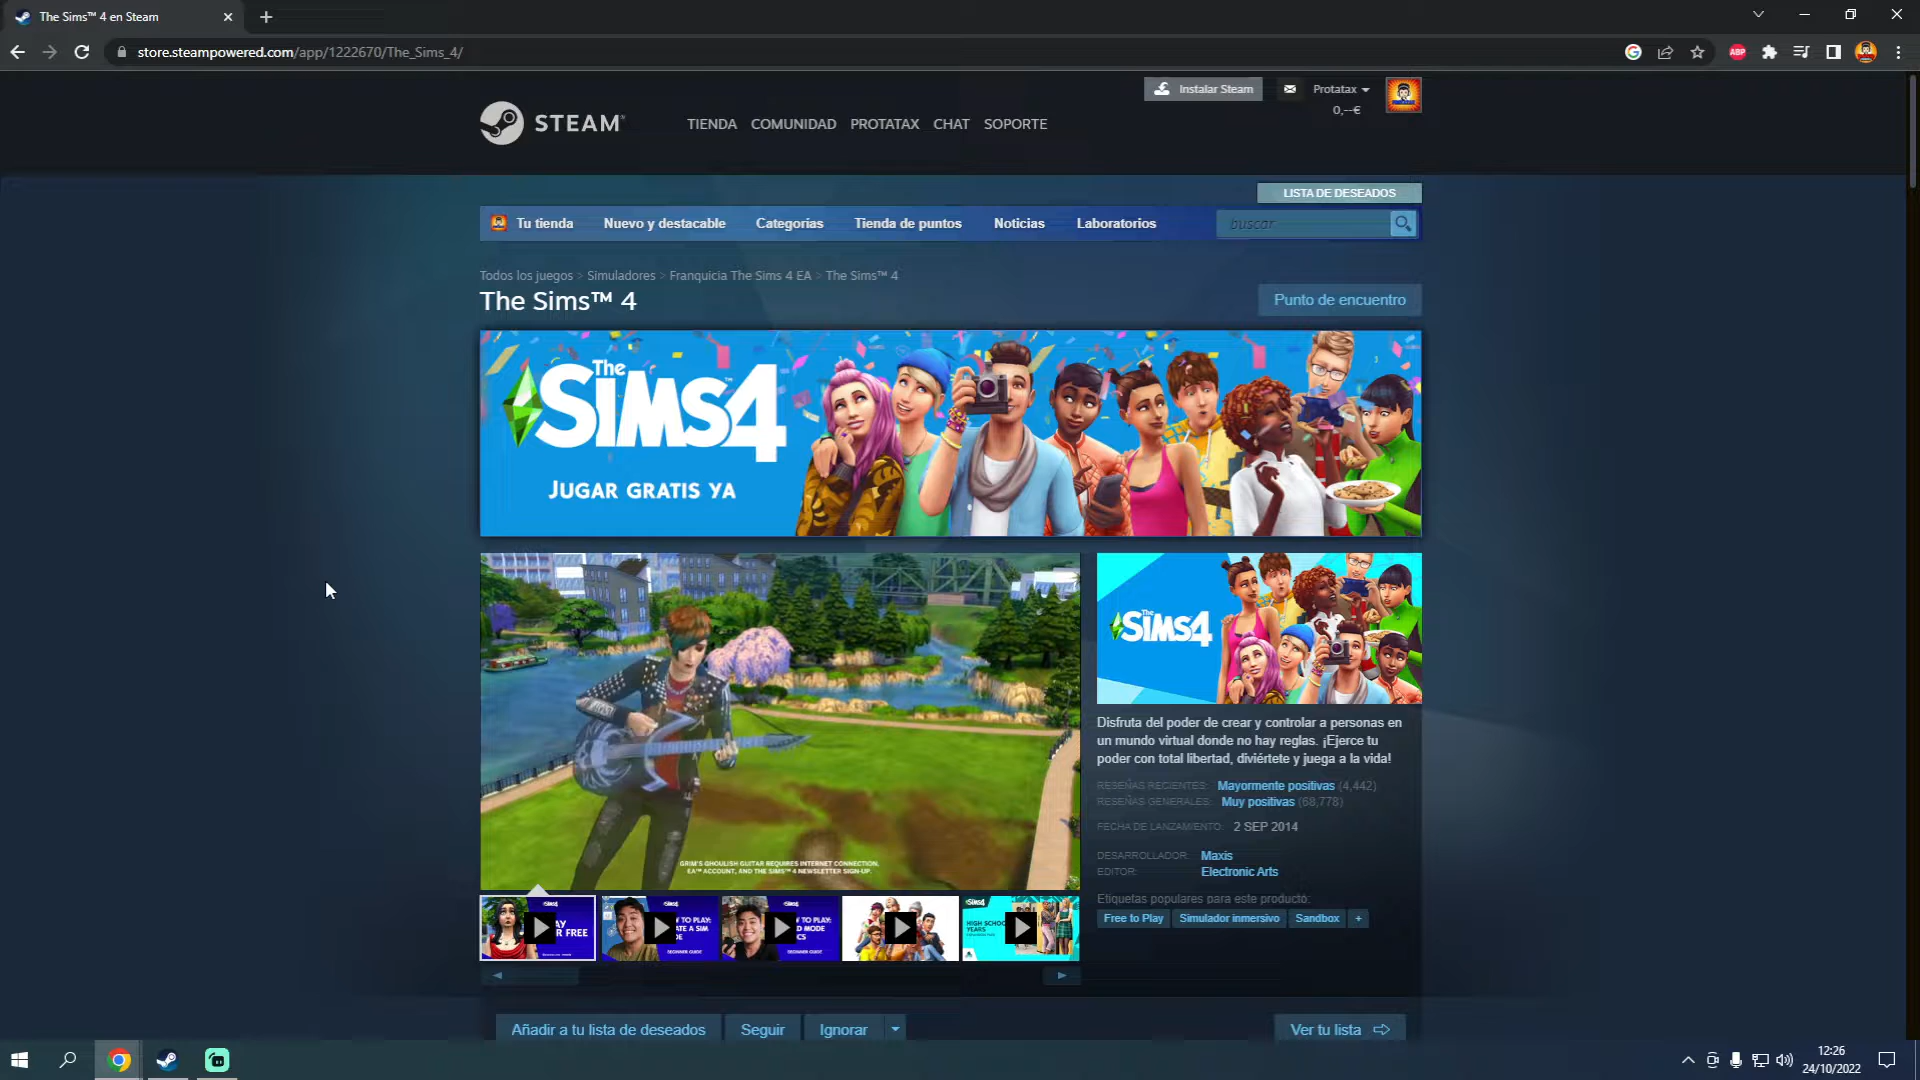 The Sims™ 4 en Steam
store.steampowered.com/app/1222670/The_Sims_4/
ABP
Instalar Steam
Protatax
0,--€
STEAM®
TIENDA COMUNIDAD PROTATAX CHAT SOPORTE
LISTA DE DESEADOS
Tu tienda Nuevo y destacable Categorías Tienda de puntos Noticias Laboratorios
buscar
Todos los juegos > Simuladores > Franquicia The Sims 4 EA > The Sims™ 4
The Sims™ 4
Punto de encuentro
The SiMS4
JUGAR GRATIS YA
The SiMS4
GRIM'S GHOULISH GUITAR REQUIRES INTERNET CONNECTION,
EA™ ACCOUNT, AND THE SIMS™ 4 NEWSLETTER SIGN-UP.
Disfruta del poder de crear y controlar a personas en
un mundo virtual donde no hay reglas. ¡Ejerce tu
poder con total libertad, diviértete y juega a la vida!
RESEÑAS RECIENTES: Mayormente positivas (4,442)
RESEÑAS GENERALES: Muy positivas (68,778)
FECHA DE LANZAMIENTO: 2 SEP 2014
DESARROLLADOR: Maxis
EDITOR: Electronic Arts
Etiquetas populares para este producto:
Free to Play Simulador inmersivo Sandbox +
Añadir a tu lista de deseados Seguir Ignorar
Ver tu lista
12:26
24/10/2022